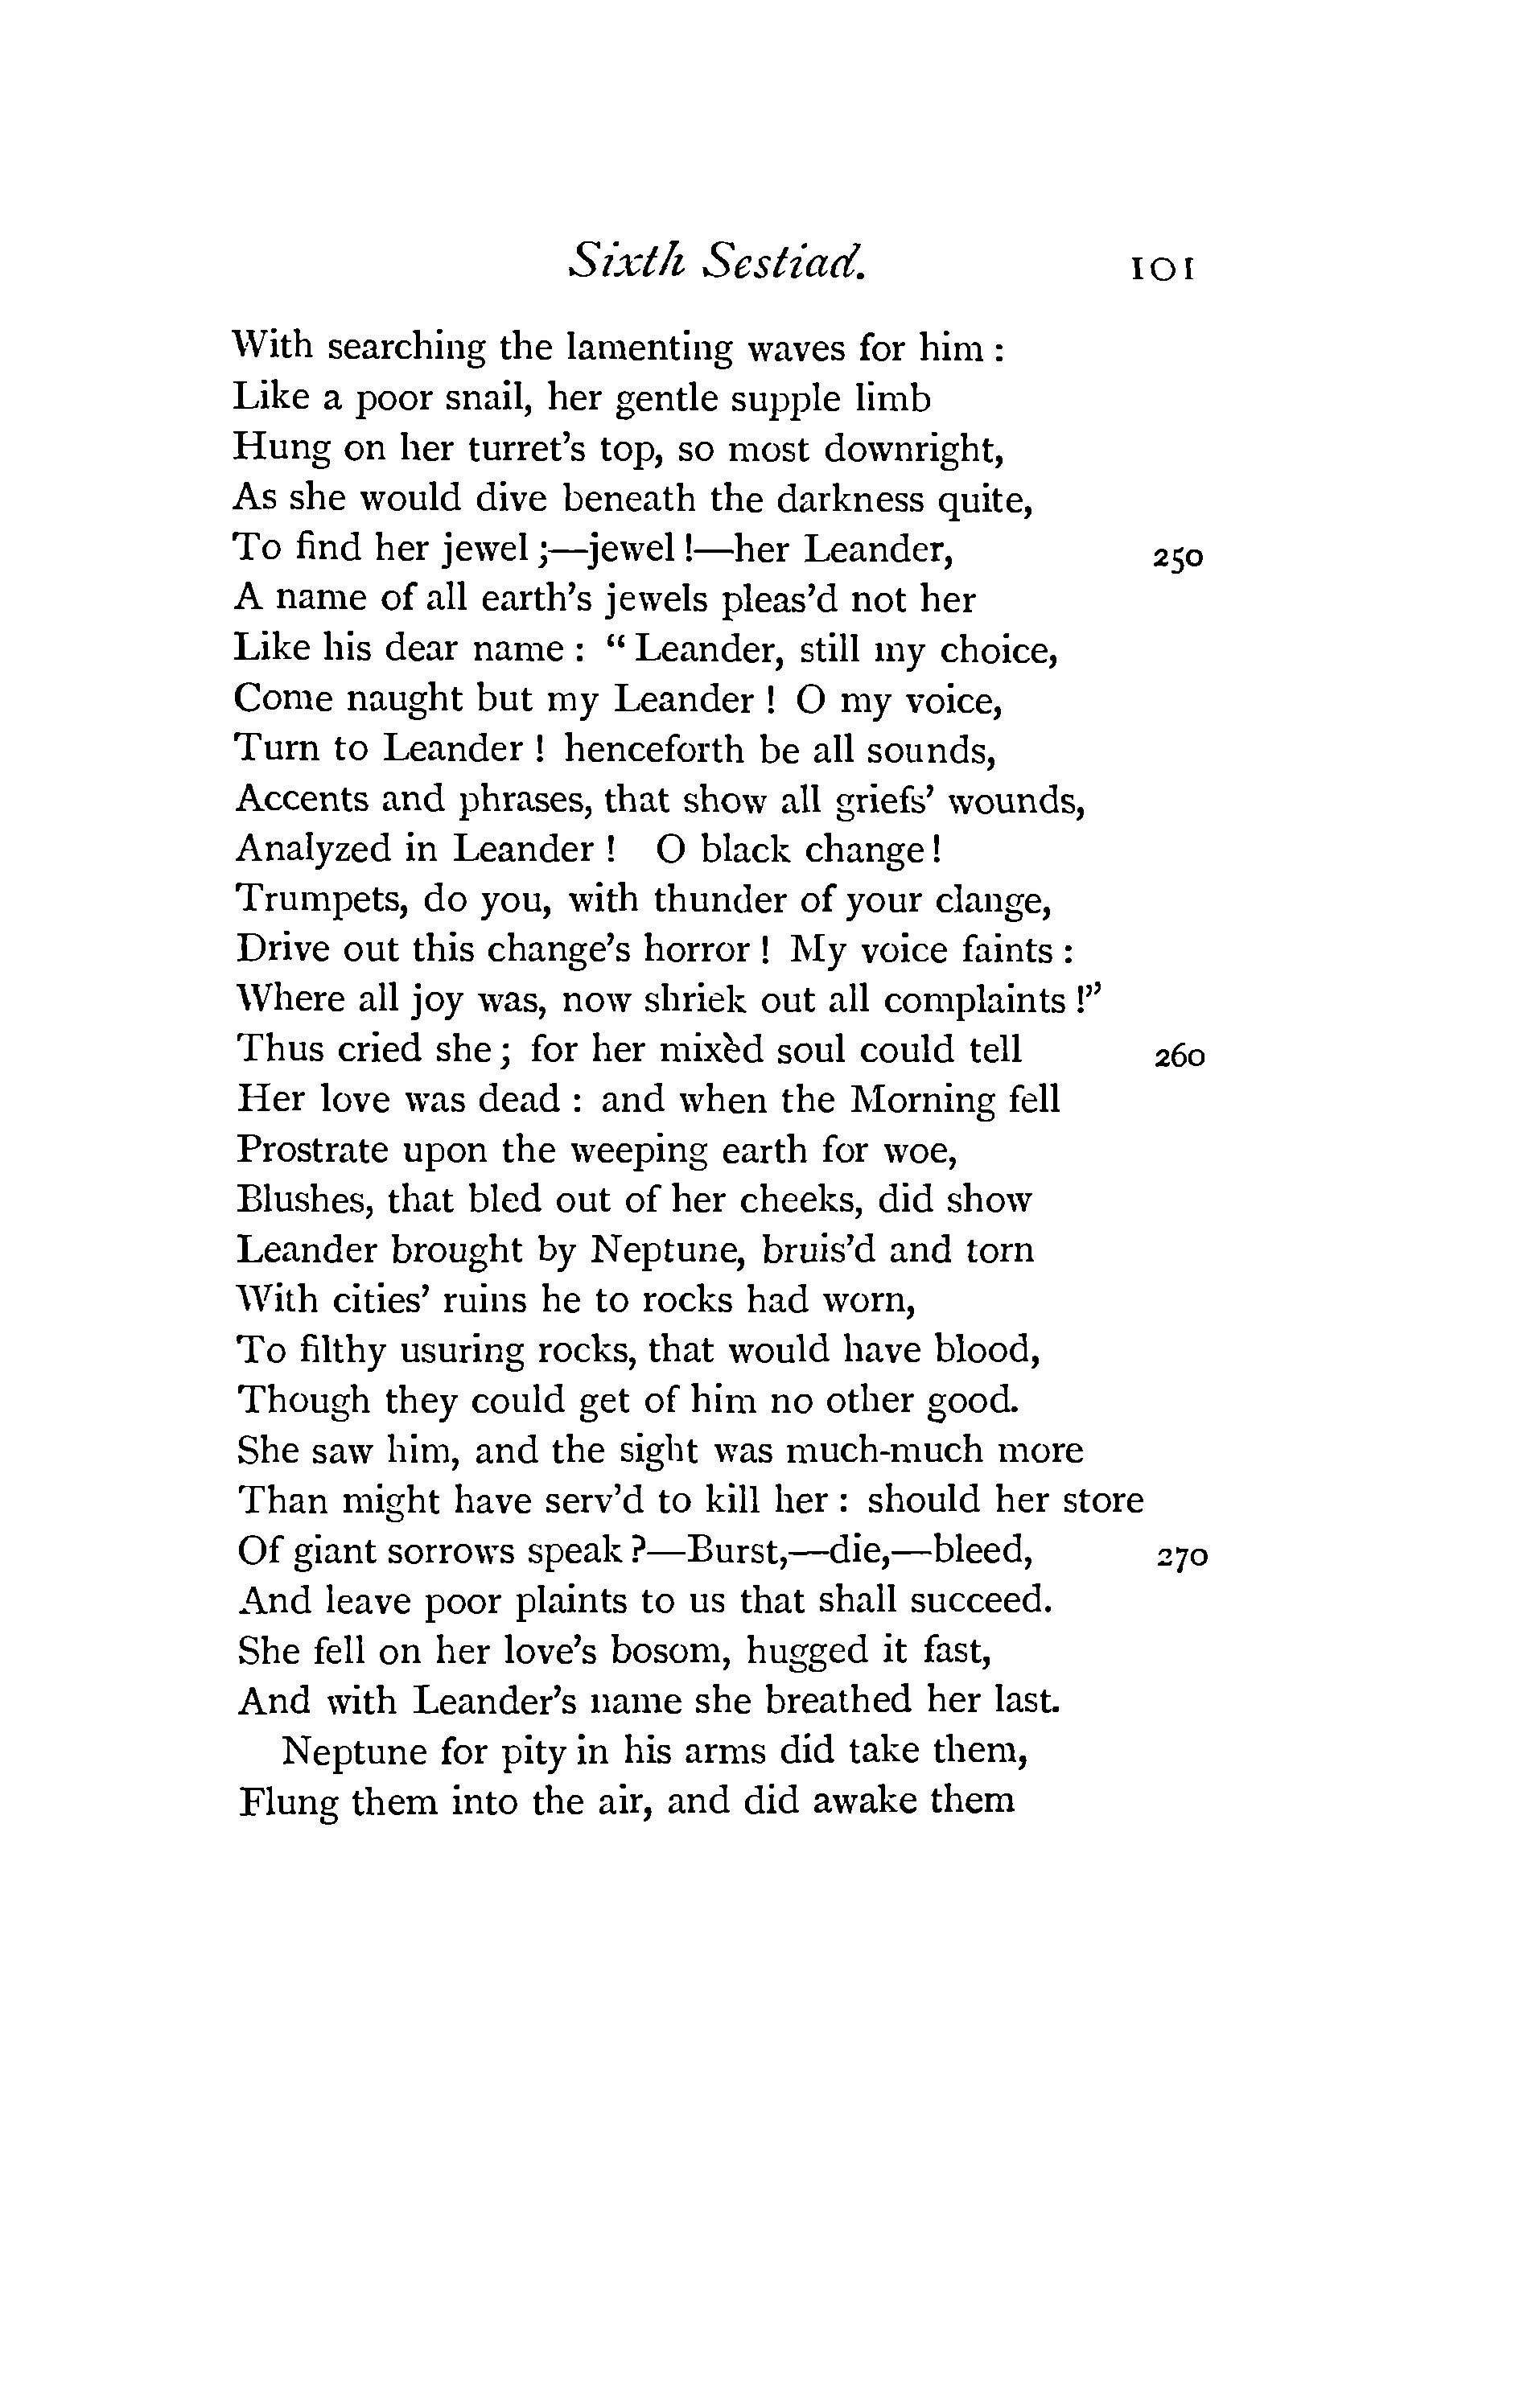 Sixth Sestiad. 101
With searching the lamenting waves for him :
Like a poor snail, her gentle supple limb
Hung on her turret's top, so most downright,
As she would dive beneath the darkness quite,
To find her jewel ;—jewel !—her Leander, 250
A name of all earth's jewels pleas'd not her
Like his dear name : “ Leander, still my choice,
Come naught but my Leander ! O my voice,
Turn to Leander ! henceforth be all sounds,
Accents and phrases, that show all griefs' wounds,
Analyzed in Leander ! O black change !
Trumpets, do you, with thunder of your clange,
Drive out this change's horror ! My voice faints :
Where all joy was, now shriek out all complaints !”
Thus cried she ; for her mixèd soul could tell 260
Her love was dead : and when the Morning fell
Prostrate upon the weeping earth for woe,
Blushes, that bled out of her cheeks, did show
Leander brought by Neptune, bruis'd and torn
With cities' ruins he to rocks had worn,
To filthy usuring rocks, that would have blood,
Though they could get of him no other good.
She saw him, and the sight was much-much more
Than might have serv'd to kill her : should her store
Of giant sorrows speak ?—Burst,—die,—bleed, 270
And leave poor plaints to us that shall succeed.
She fell on her love's bosom, hugged it fast,
And with Leander's name she breathed her last.
Neptune for pity in his arms did take them,
Flung them into the air, and did awake them